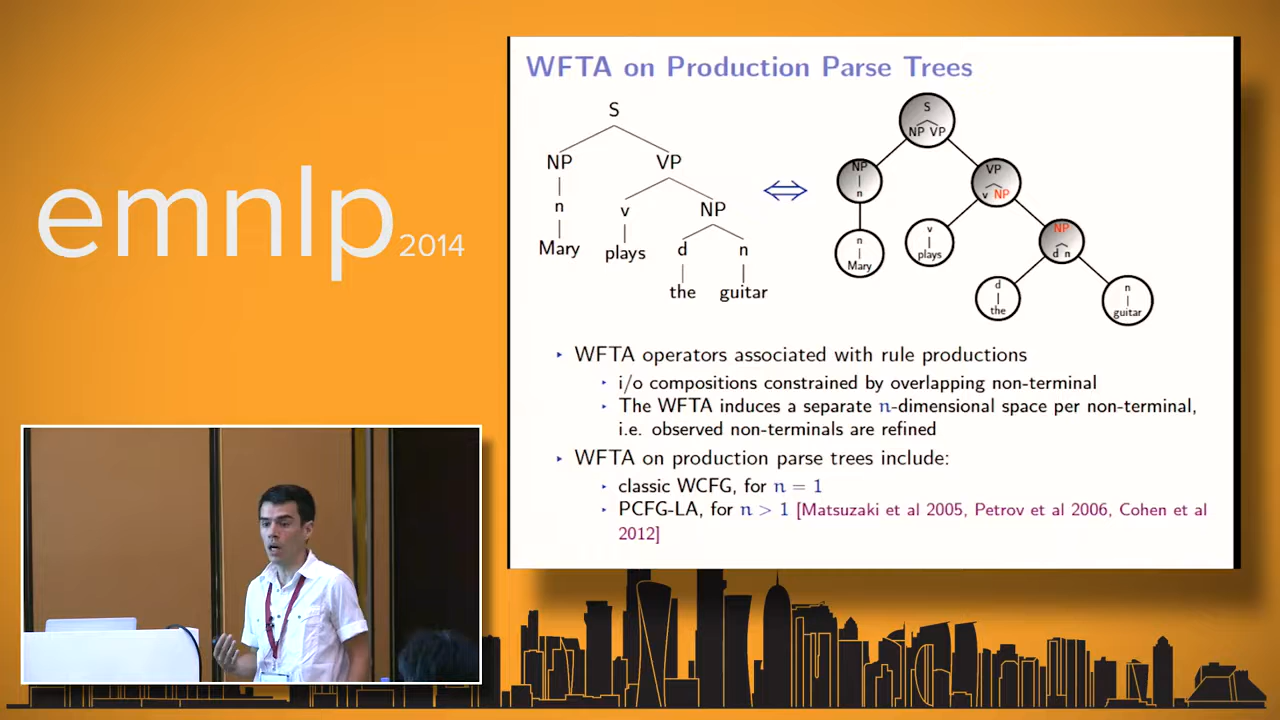 emnlp 2014
WFTA on Production Parse Trees
S
NP VP
n v NP
Mary plays d n
the guitar
S
NP VP
NP
n
VP
v NP
n
Mary
v
plays
NP
d n
d
the
n
guitar
WFTA operators associated with rule productions
i/o compositions constrained by overlapping non-terminal
The WFTA induces a separate n-dimensional space per non-terminal,
i.e. observed non-terminals are refined
WFTA on production parse trees include:
classic WCFG, for n = 1
PCFG-LA, for n > 1 [Matsuzaki et al 2005, Petrov et al 2006, Cohen et al
2012]